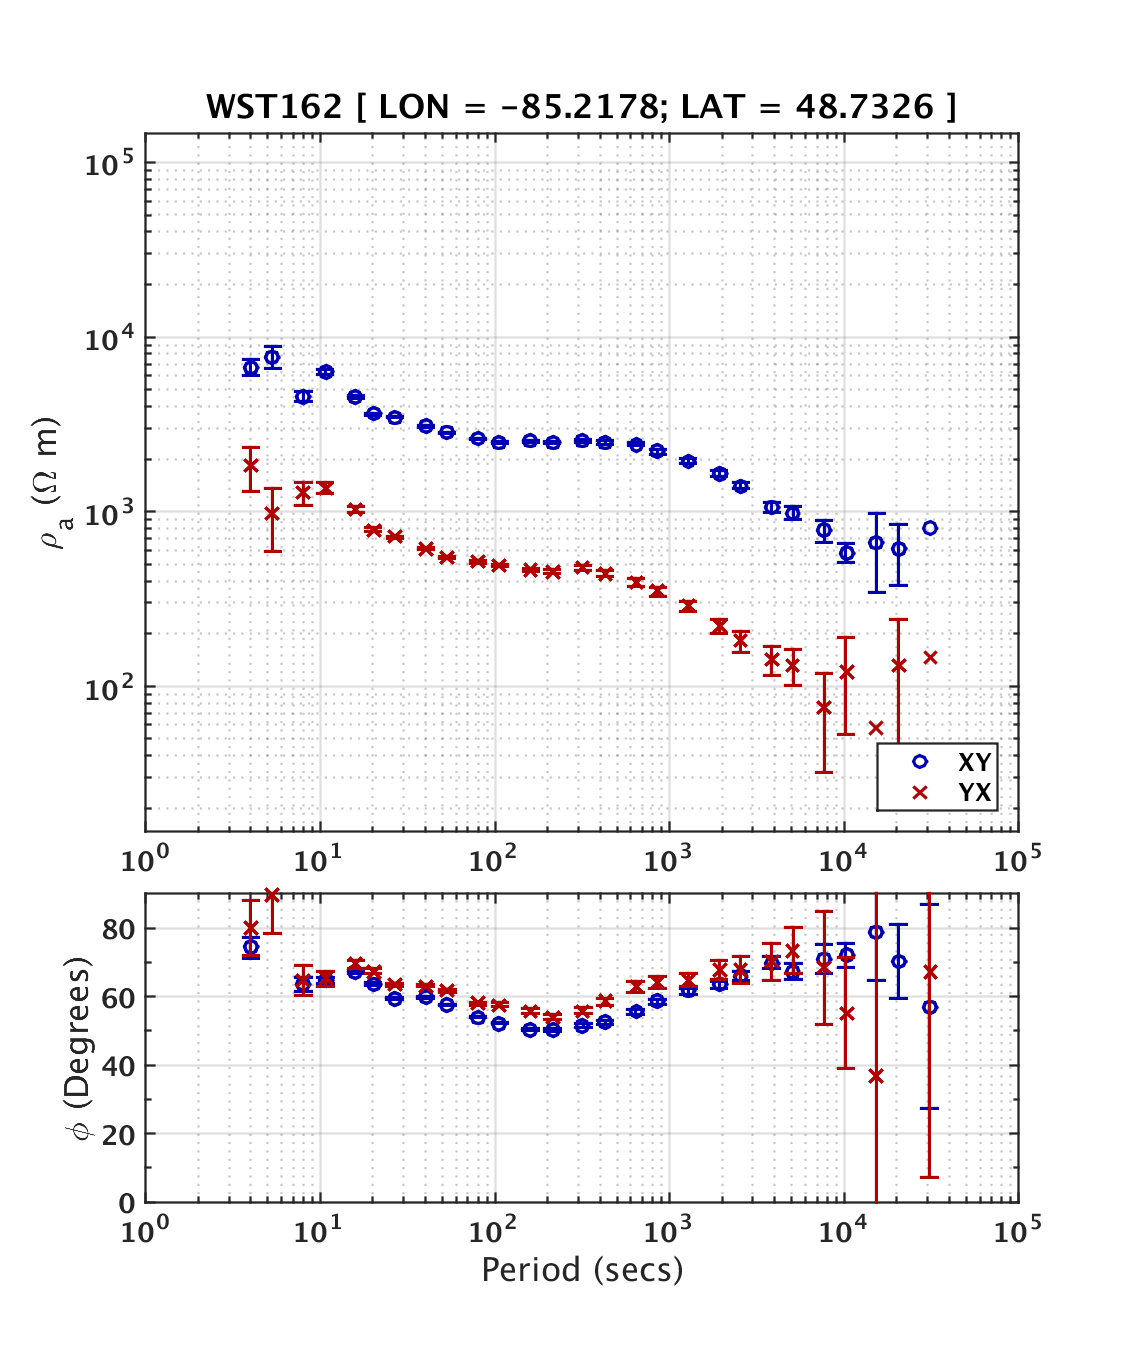 WST162 [ LON = -85.2178; LAT = 48.7326 ]
10^5
10^4
10^3
10^2
ρ_a (Ω m)
XY
YX
10^0 10^1 10^2 10^3 10^4 10^5
80
60
40
20
0
ϕ (Degrees)
10^0 10^1 10^2 10^3 10^4 10^5
Period (secs)